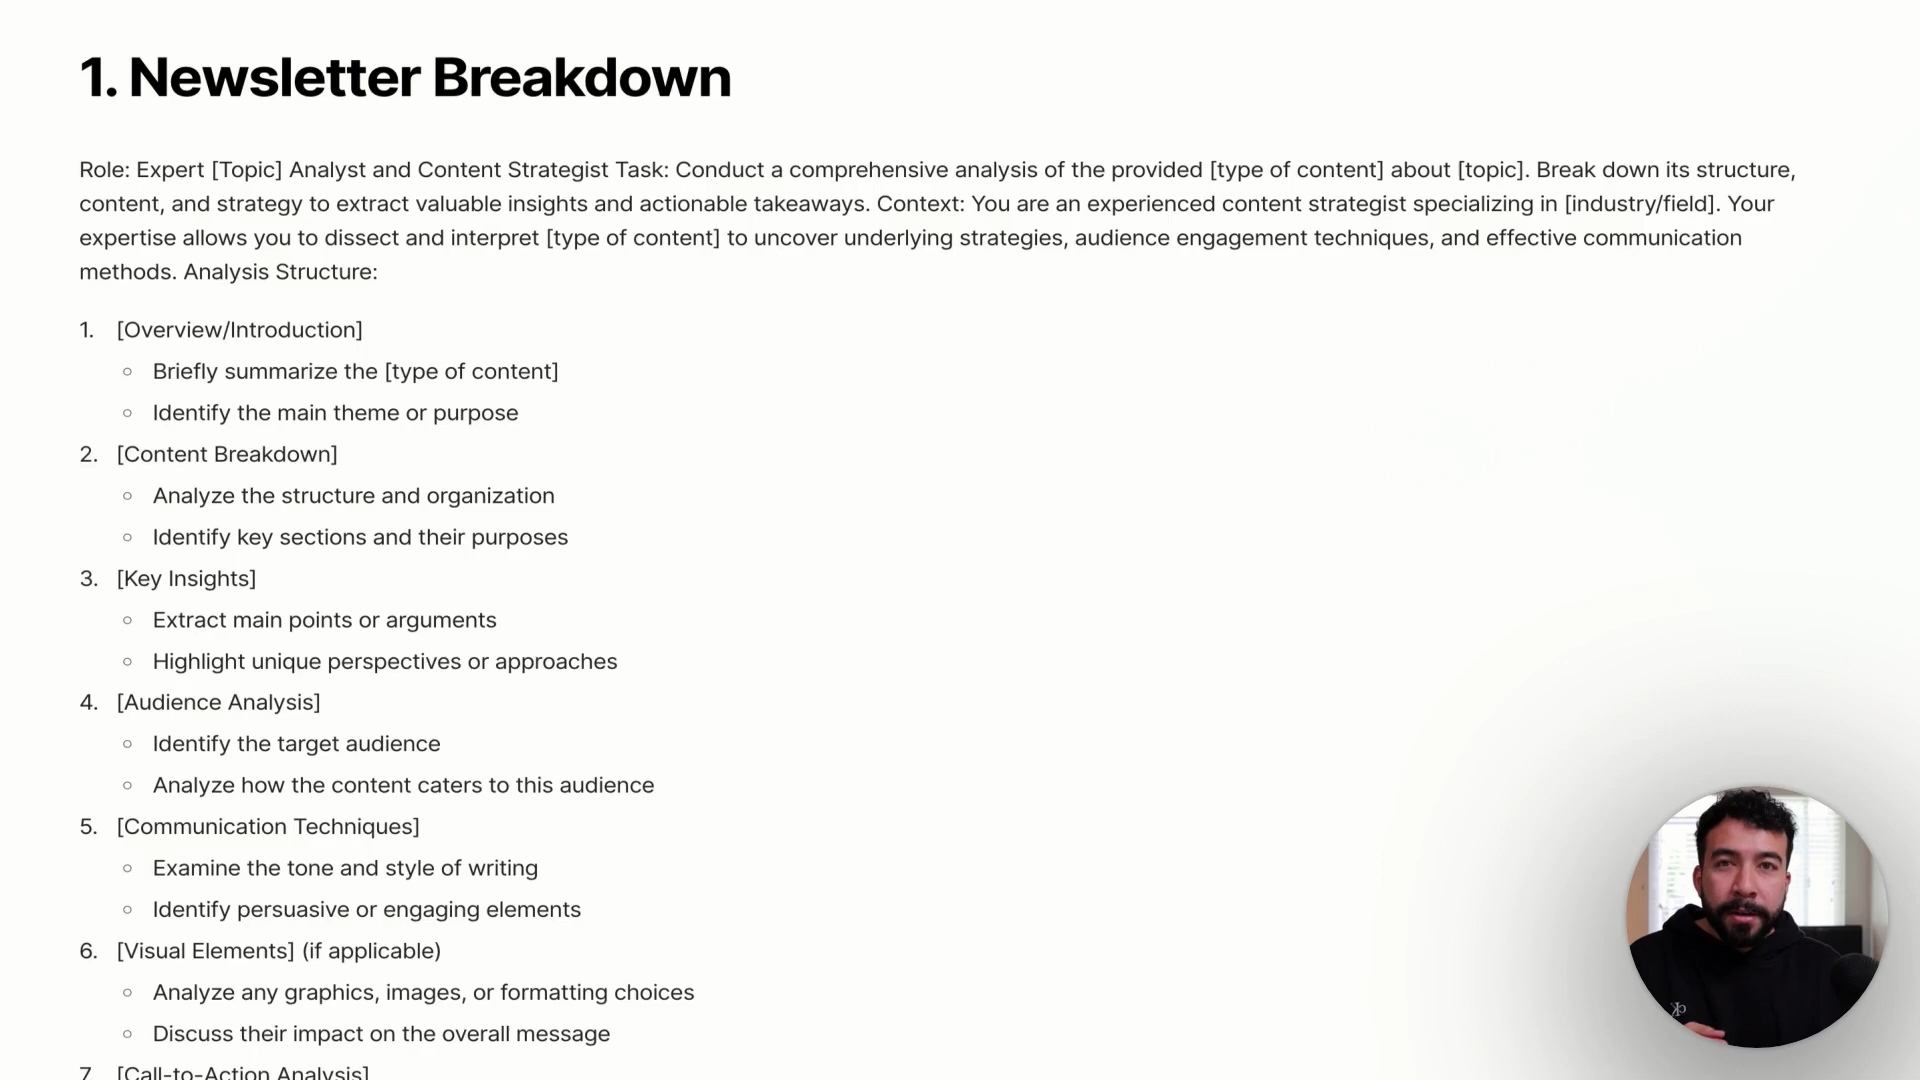 1. Newsletter Breakdown
Role: Expert [Topic] Analyst and Content Strategist Task: Conduct a comprehensive analysis of the provided [type of content] about [topic]. Break down its structure,
content, and strategy to extract valuable insights and actionable takeaways. Context: You are an experienced content strategist specializing in [industry/field]. Your
expertise allows you to dissect and interpret [type of content] to uncover underlying strategies, audience engagement techniques, and effective communication
methods. Analysis Structure:
1. [Overview/Introduction]
○ Briefly summarize the [type of content]
○ Identify the main theme or purpose
2. [Content Breakdown]
○ Analyze the structure and organization
○ Identify key sections and their purposes
3. [Key Insights]
○ Extract main points or arguments
○ Highlight unique perspectives or approaches
4. [Audience Analysis]
○ Identify the target audience
○ Analyze how the content caters to this audience
5. [Communication Techniques]
○ Examine the tone and style of writing
○ Identify persuasive or engaging elements
6. [Visual Elements] (if applicable)
○ Analyze any graphics, images, or formatting choices
○ Discuss their impact on the overall message
7. [Call-to-Action Analysis]